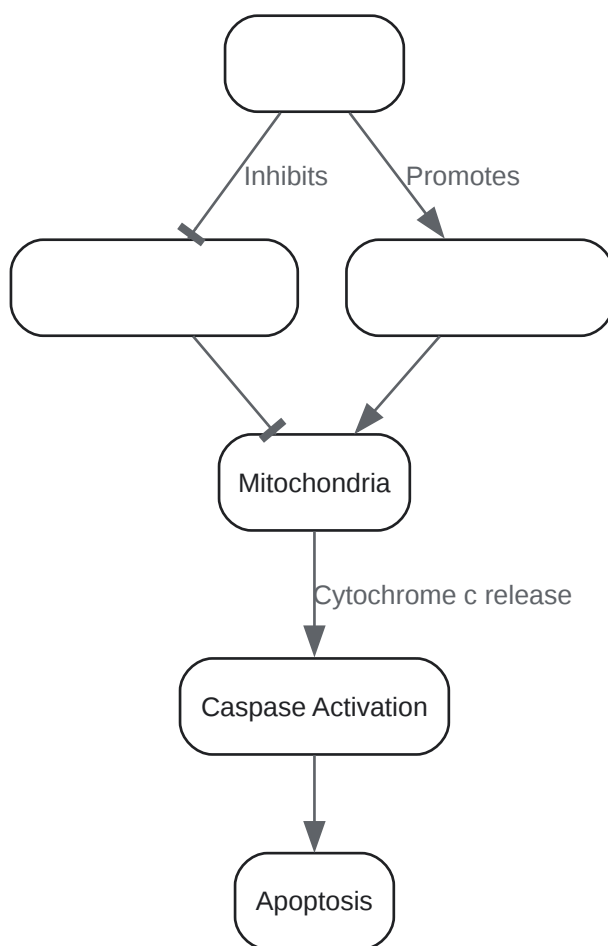 Inhibits
Promotes
Mitochondria
Cytochrome c release
Caspase Activation
Apoptosis